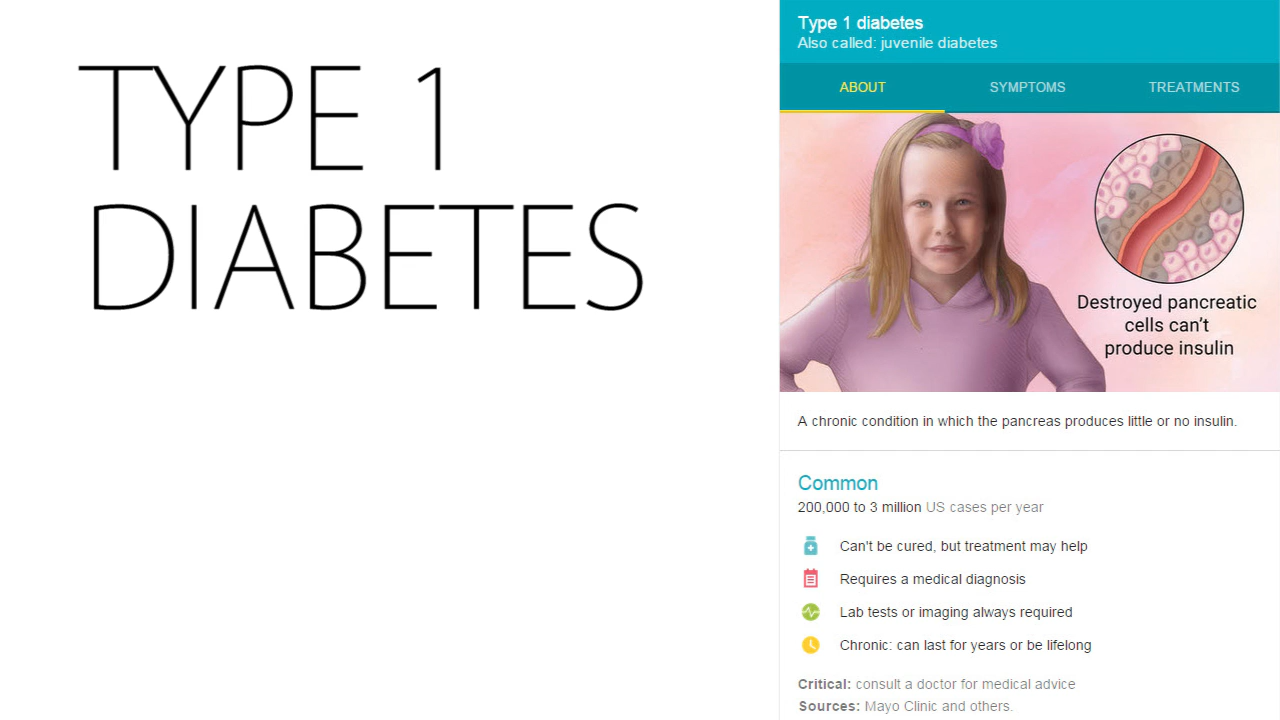 TYPE 1
DIABETES
Type 1 diabetes
Also called: juvenile diabetes
ABOUT
SYMPTOMS
TREATMENTS
Destroyed pancreatic
cells can't
produce insulin
A chronic condition in which the pancreas produces little or no insulin.
Common
200,000 to 3 million US cases per year
Can't be cured, but treatment may help
Requires a medical diagnosis
Lab tests or imaging always required
Chronic: can last for years or be lifelong
Critical: consult a doctor for medical advice
Sources: Mayo Clinic and others.